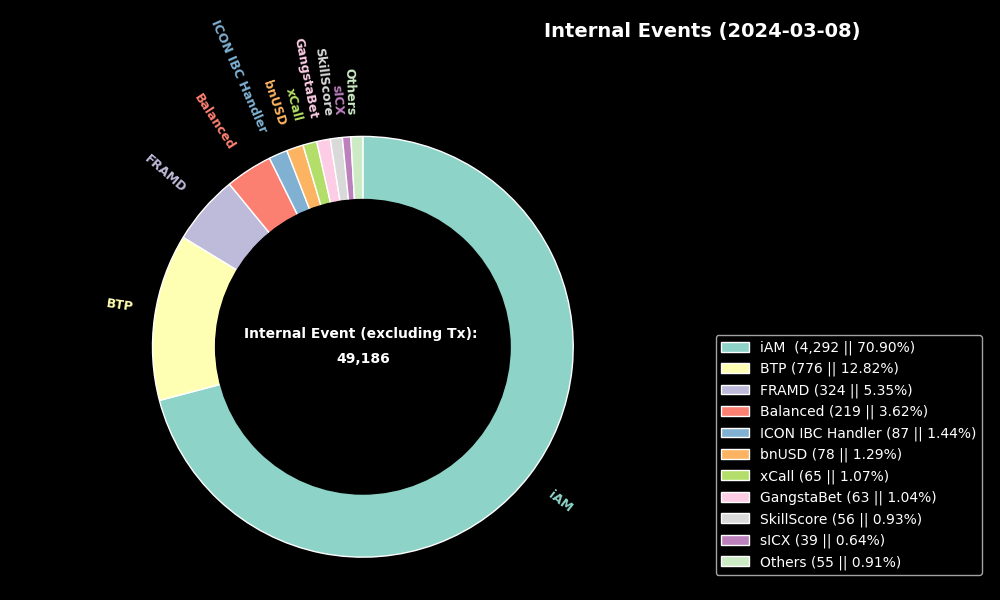 Internal Events (2024-03-08)
ICON IBC Handler
GangstaBet
SkillScore
Others
bnUSD
xCall
sICX
Balanced
FRAMD
BTP
iAM
Internal Event (excluding Tx):
49,186
iAM  (4,292 || 70.90%)
BTP (776 || 12.82%)
FRAMD (324 || 5.35%)
Balanced (219 || 3.62%)
ICON IBC Handler (87 || 1.44%)
bnUSD (78 || 1.29%)
xCall (65 || 1.07%)
GangstaBet (63 || 1.04%)
SkillScore (56 || 0.93%)
sICX (39 || 0.64%)
Others (55 || 0.91%)